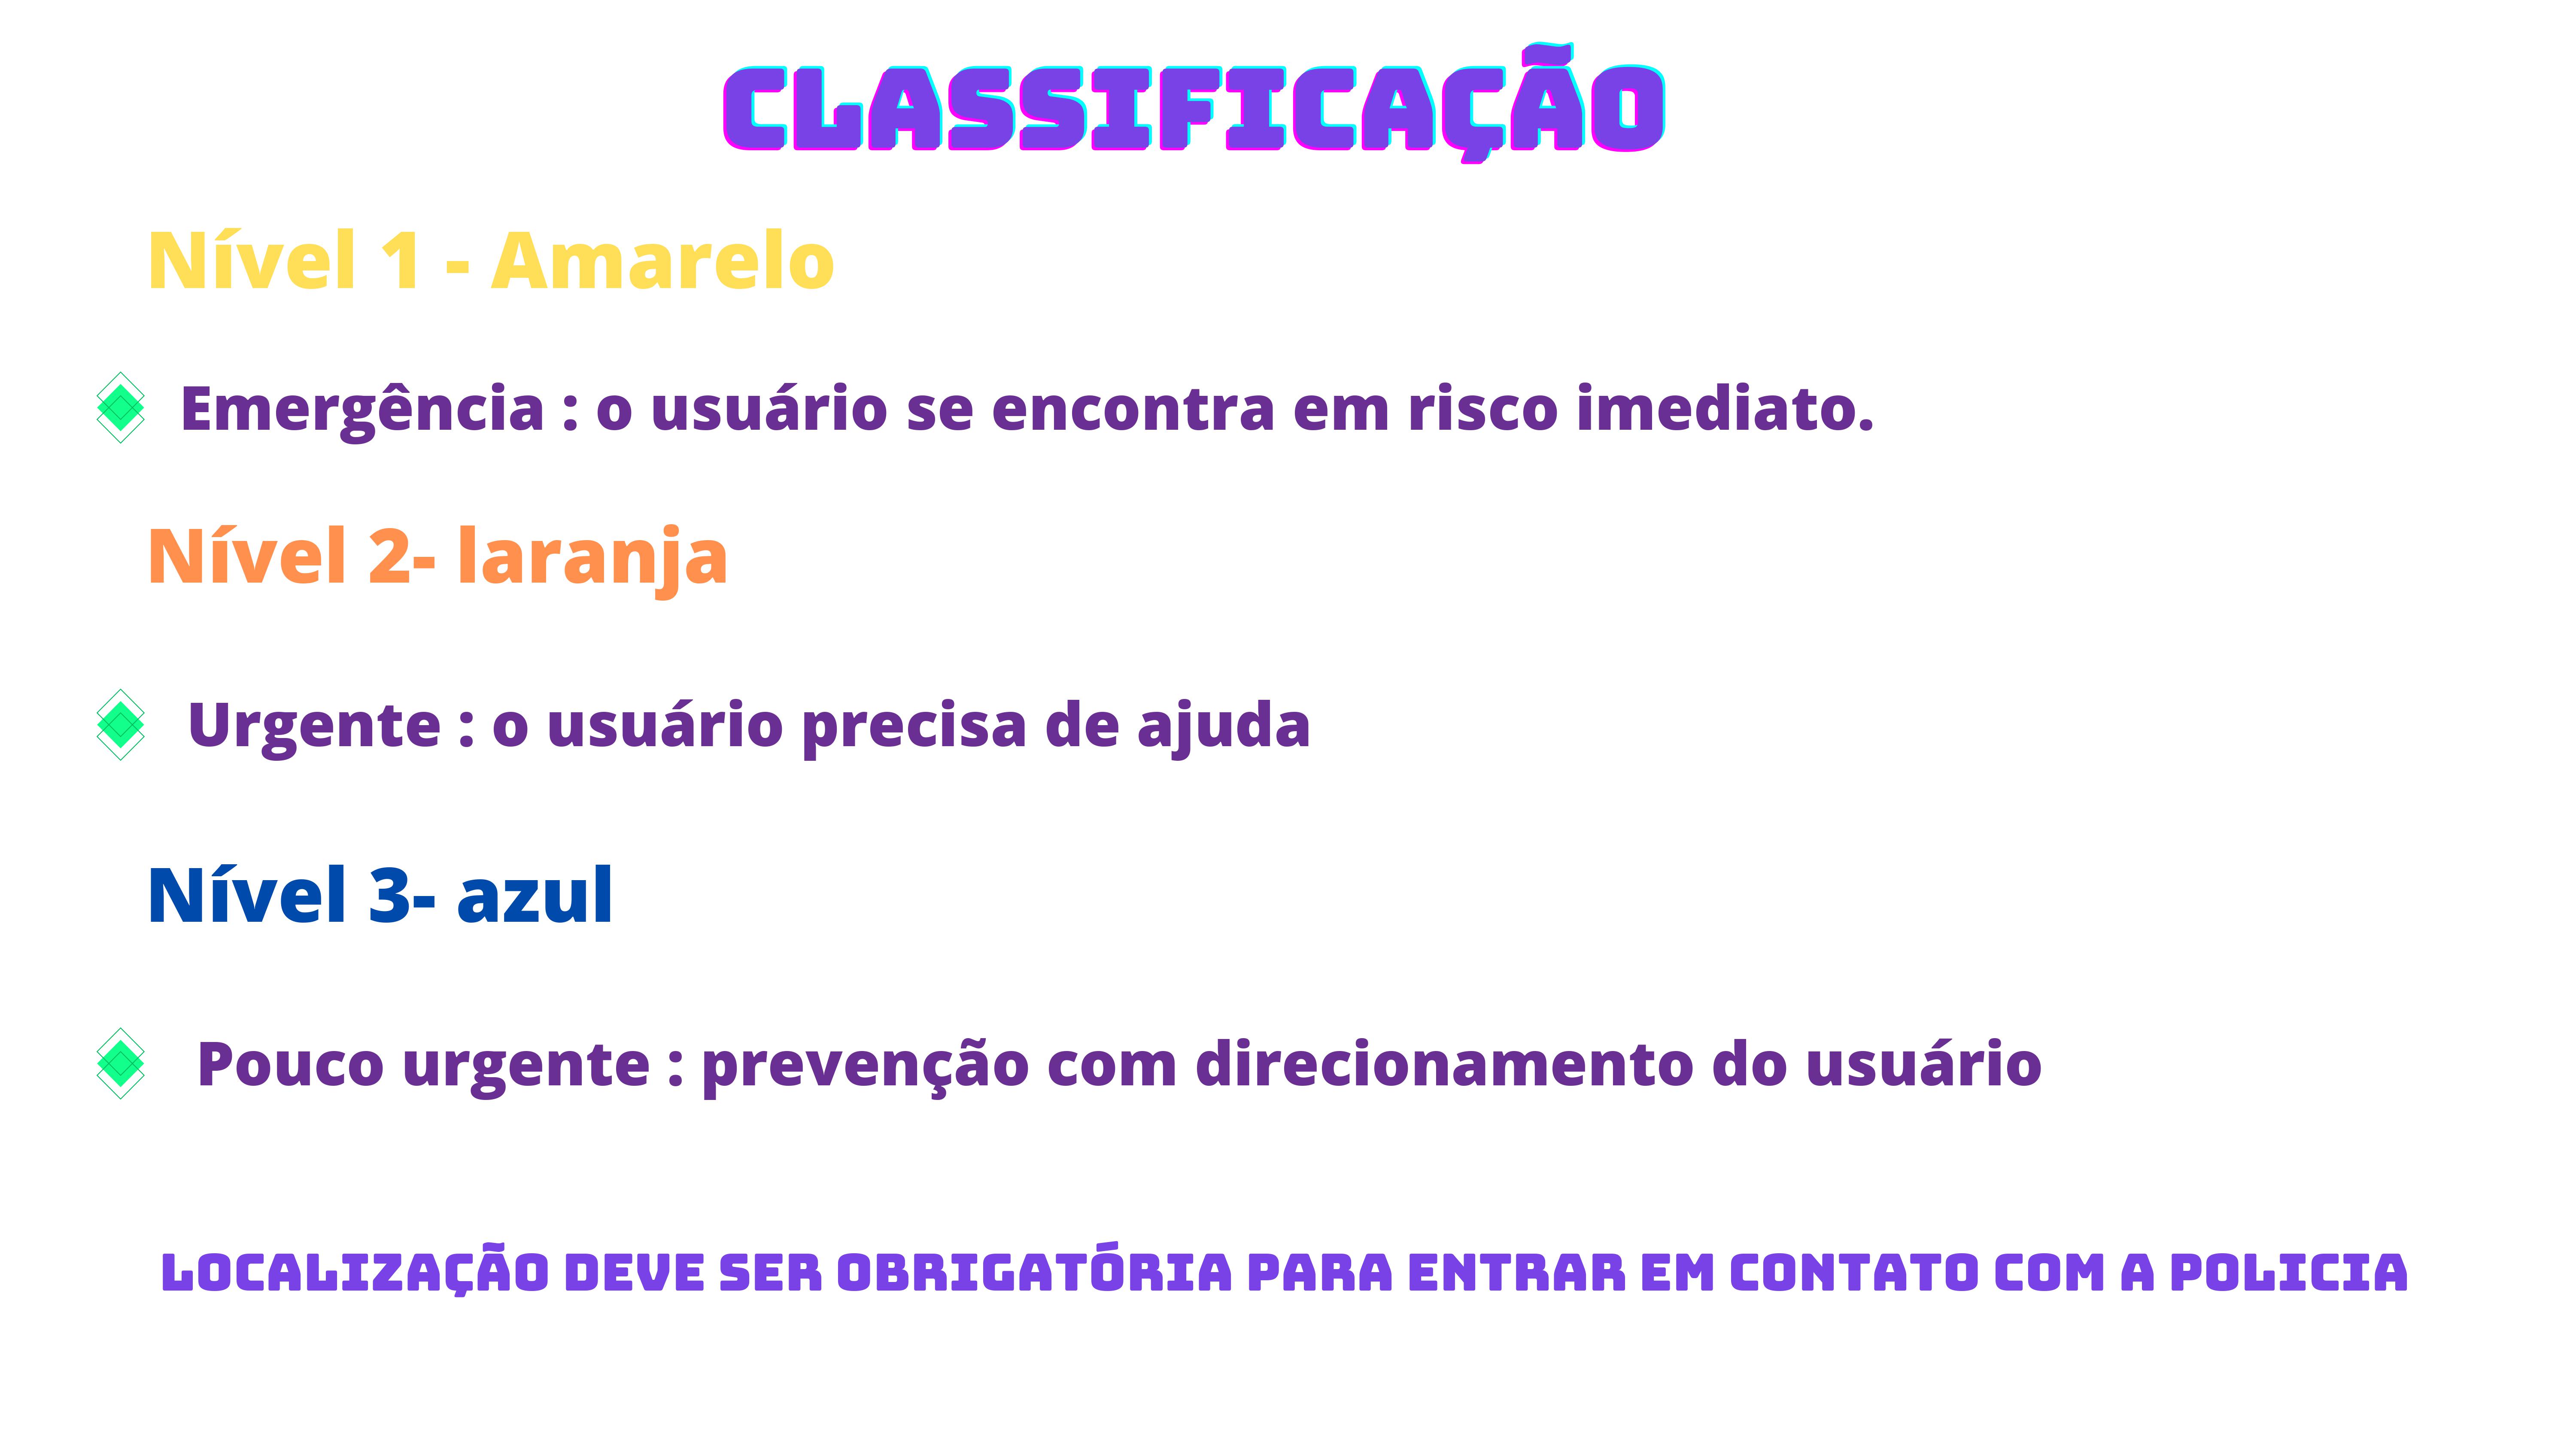 CLASSIFICAÇÃO
Nível 1 - Amarelo
Emergência : o usuário se encontra em risco imediato.
Nível 2- laranja
Urgente : o usuário precisa de ajuda
Nível 3- azul
Pouco urgente : prevenção com direcionamento do usuário
LOCALIZAÇÃO DEVE SER OBRIGATÓRIA PARA ENTRAR EM CONTATO COM A POLICIA